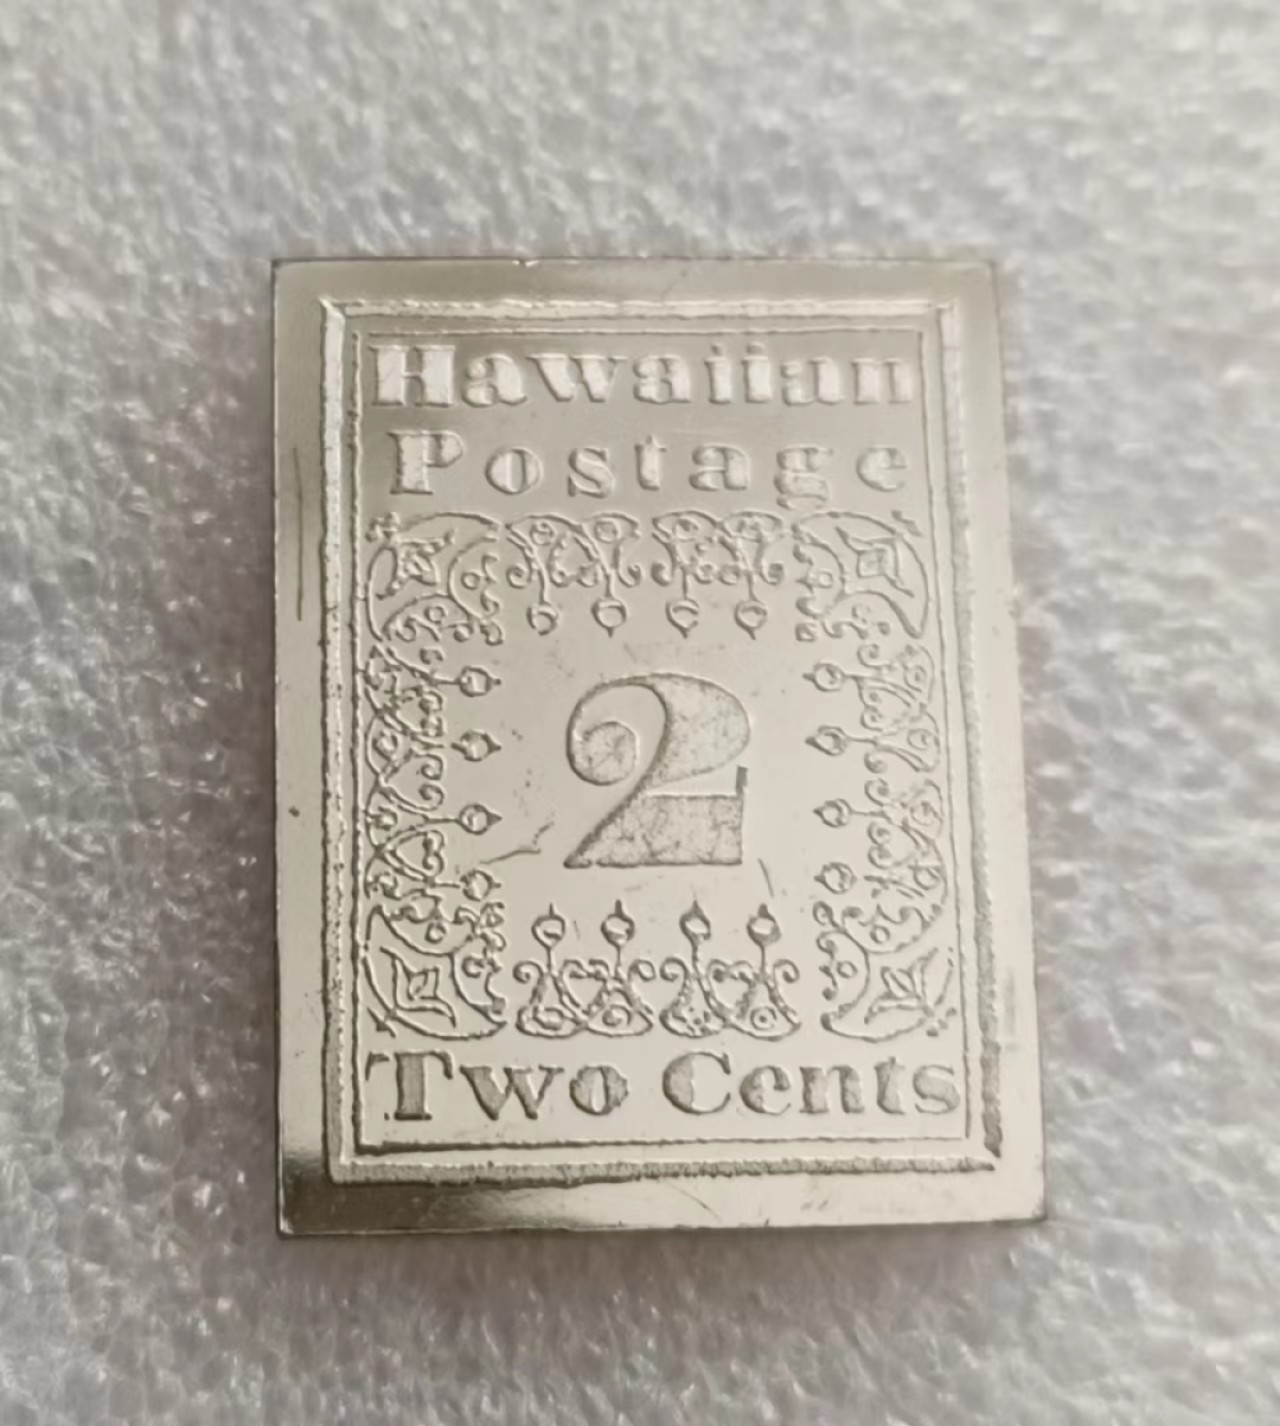 Hawaiian
Postage
2
Two Cents